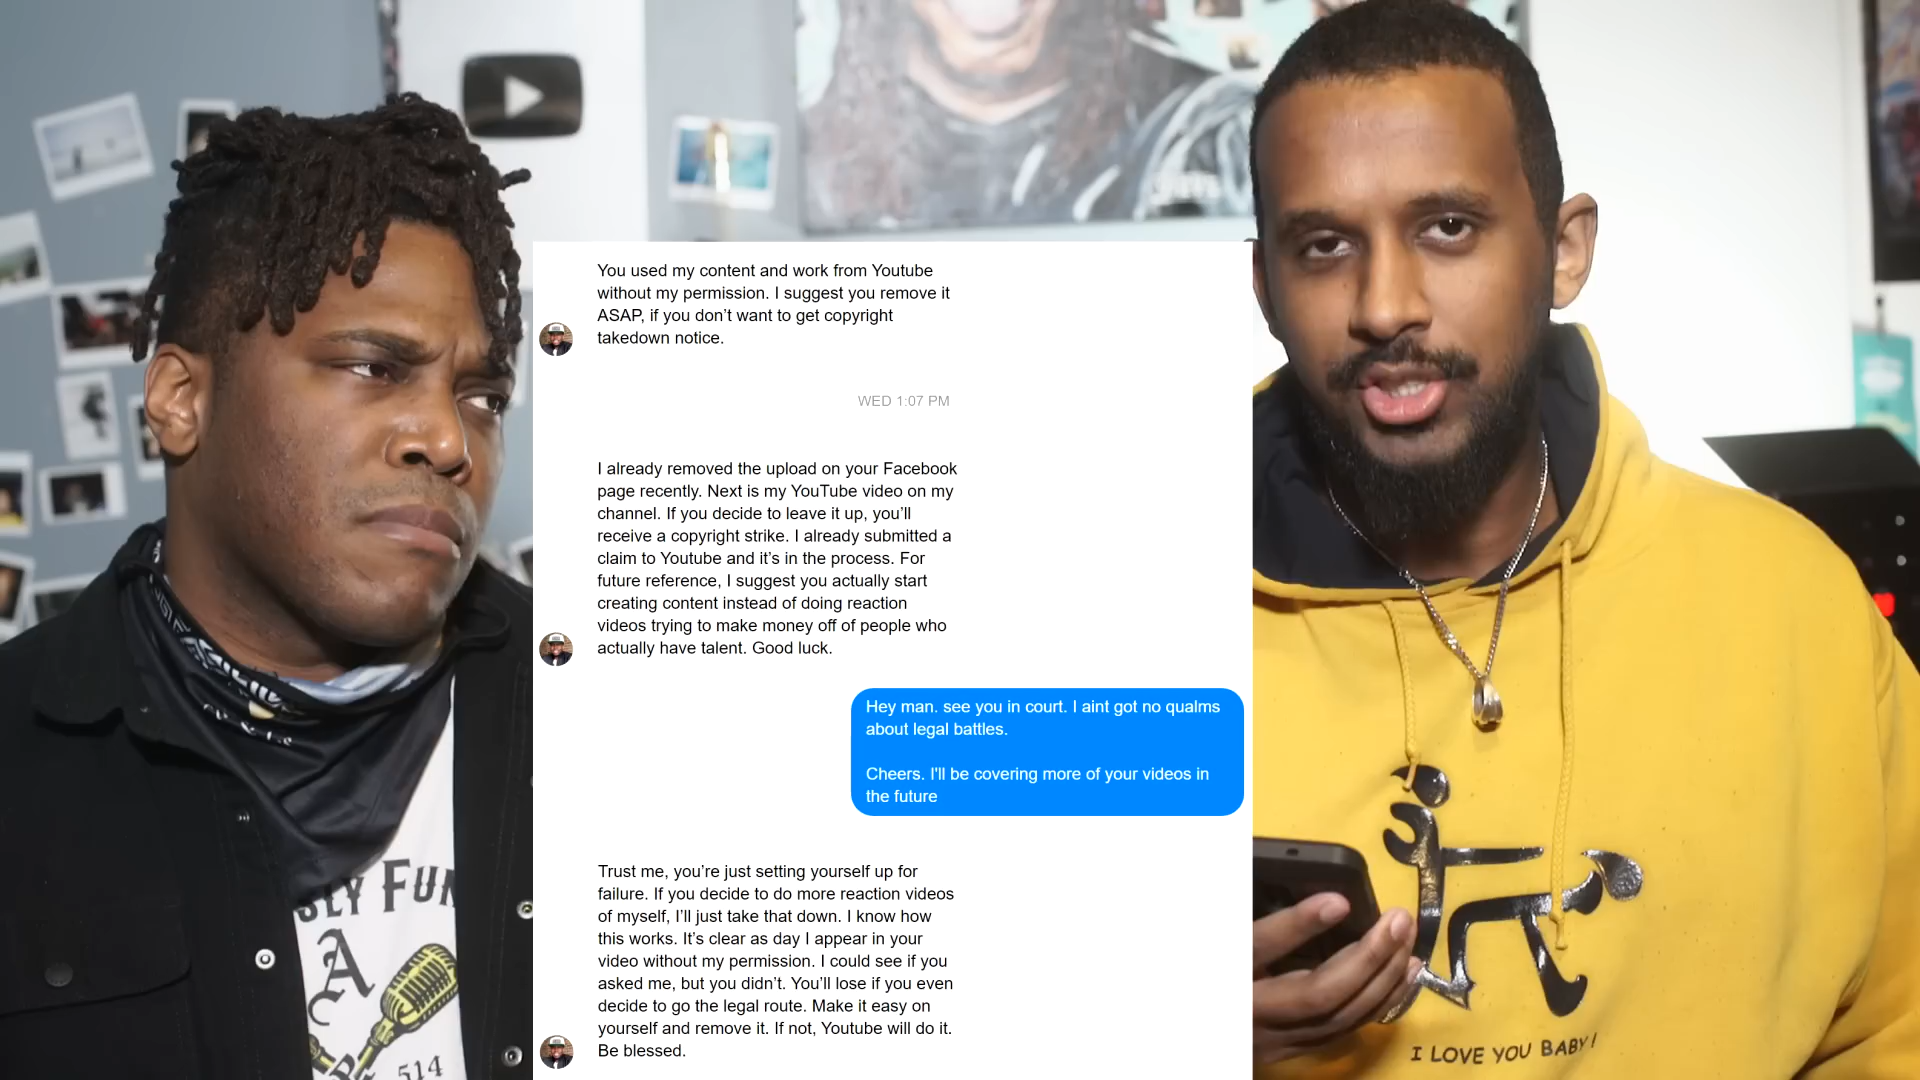 You used my content and work from Youtube
without my permission. I suggest you remove it
ASAP, if you don’t want to get copyright
takedown notice.
WED 1:07 PM
I already removed the upload on your Facebook
page recently. Next is my YouTube video on my
channel. If you decide to leave it up, you’ll
receive a copyright strike. I already submitted a
claim to Youtube and it’s in the process. For
future reference, I suggest you actually start
creating content instead of doing reaction
videos trying to make money off of people who
actually have talent. Good luck.
Hey man. see you in court. I aint got no qualms
about legal battles.
Cheers. I'll be covering more of your videos in
the future
Trust me, you’re just setting yourself up for
failure. If you decide to do more reaction videos
of myself, I’ll just take that down. I know how
this works. It’s clear as day I appear in your
video without my permission. I could see if you
asked me, but you didn’t. You’ll lose if you even
decide to go the legal route. Make it easy on
yourself and remove it. If not, Youtube will do it.
Be blessed.
A
514
I LOVE YOU BABY!